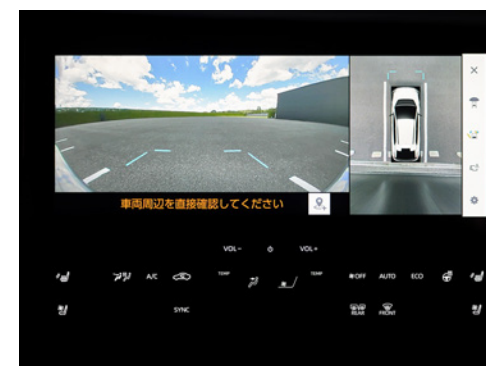 車両周辺を直接確認してください
VOL- VOL+
TEMP TEMP
A/C OFF AUTO ECO
SYNC REAR FRONT